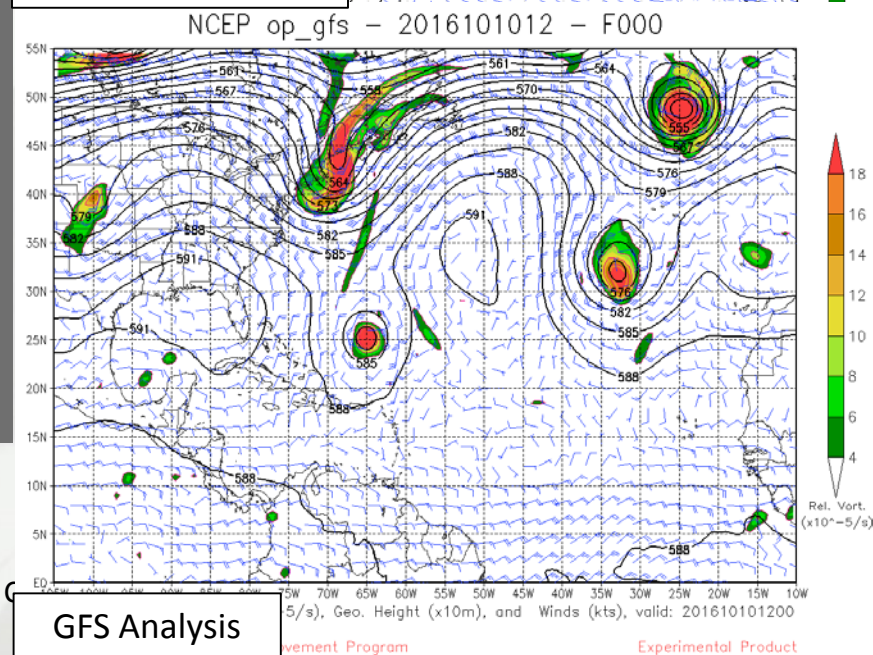 NCEP op_gfs – 2016101012 – F000
55N
50N
45N
40N
35N
30N
25N
20N
15N
10N
5N
EQ
561
567
576
588
591
591
579
582
558
564
573
582
585
585
588
588
561
564
570
582
588
591
555
567
576
579
576
582
585
588
588
75W 70W 65W 60W 55W 50W 45W 40W 35W 30W 25W 20W 15W 10W
18
16
14
12
10
8
6
4
Rel. Vort.
(x10^−5/s)
−5/s), Geo. Height (x10m), and Winds (kts), valid: 201610101200
GFS Analysis
vement Program Experimental Product